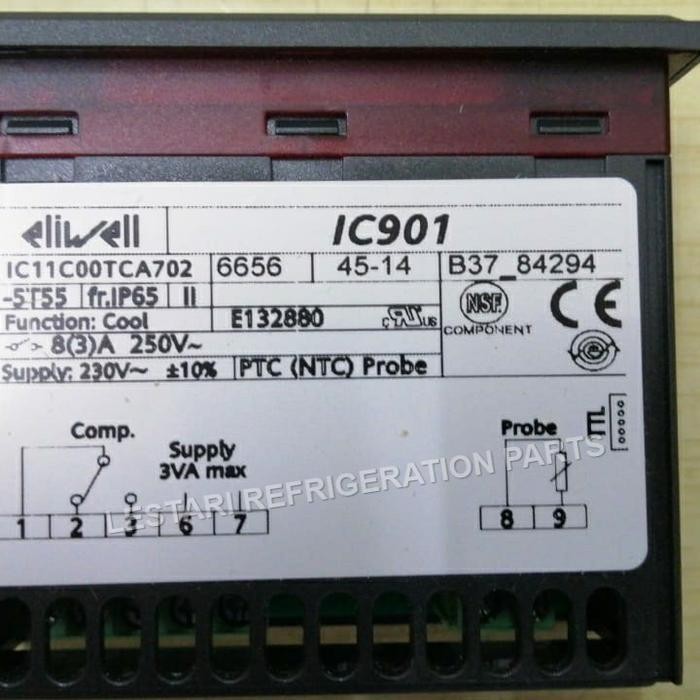 eliwell IC901
IC11C00TCA702 6656 45-14 B37_84294
-5T55 fr.IP65 II
Function: Cool E132880 c RU US
8(3)A 250V~
NSF
COMPONENT
CE
Supply: 230V~ ±10% PTC (NTC) Probe
Comp.
Supply
3VA max
Probe
TTL
1 2 3 6 7 8 9
LESTARI REFRIGERATION PARTS